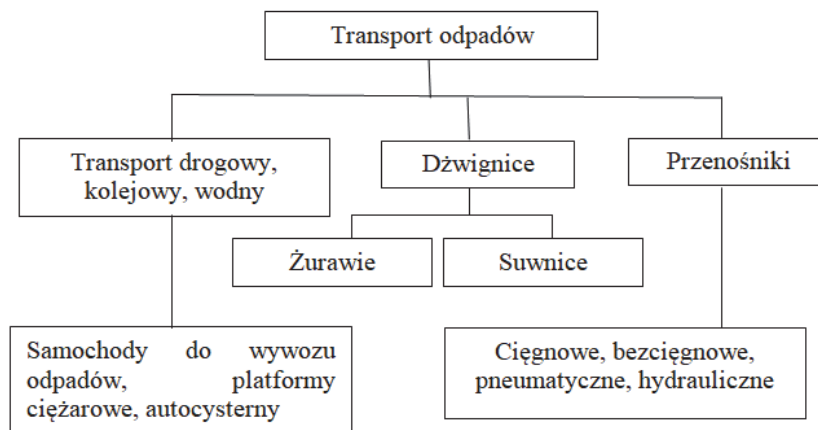 Transport odpadów
Transport drogowy,
kolejowy, wodny
Dżwignice
Przenośniki
Żurawie
Suwnice
Samochody do wywozu
odpadów, platformy
ciężarowe, autocysterny
Cięgnowe, bezcięgnowe,
pneumatyczne, hydrauliczne